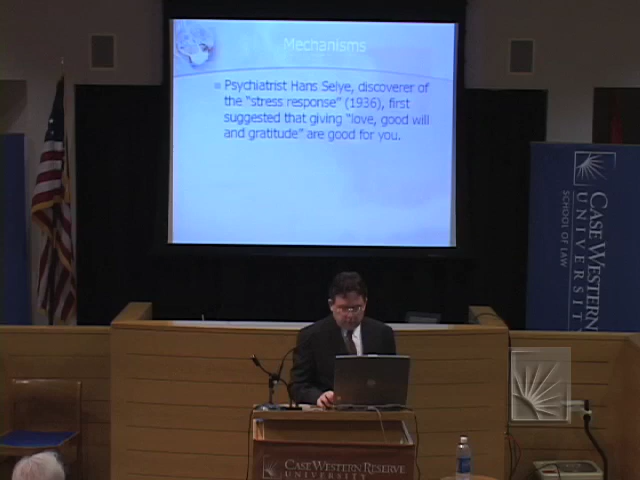 Mechanisms
Psychiatrist Hans Selye, discoverer of
the "stress response" (1936), first
suggested that giving "love, good will
and gratitude" are good for you.
CASE WESTERN
UNIVERSITY
SCHOOL OF LAW
CASE WESTERN RESERVE
UNIVERSITY